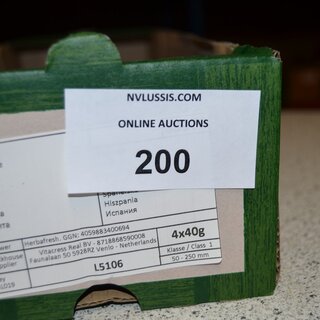 NVLUSSIS.COM
ONLINE AUCTIONS
200
Hiszpania
Испания
Herbafresh. GGN: 4059883400694
Vitacress Real BV - 8718868590008
Faunalaan 50 5928RZ Venlo - Netherlands
4x40g
Klasse / Class 1
50 - 250 mm
L5106